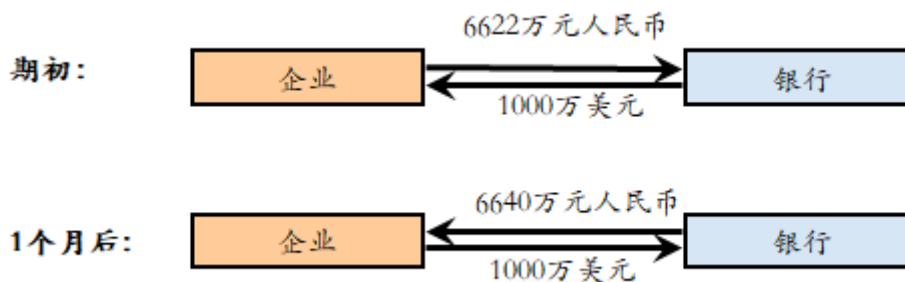 6622万元人民币
期初：
企业
银行
1000万美元
6640万元人民币
1个月后：
企业
银行
1000万美元